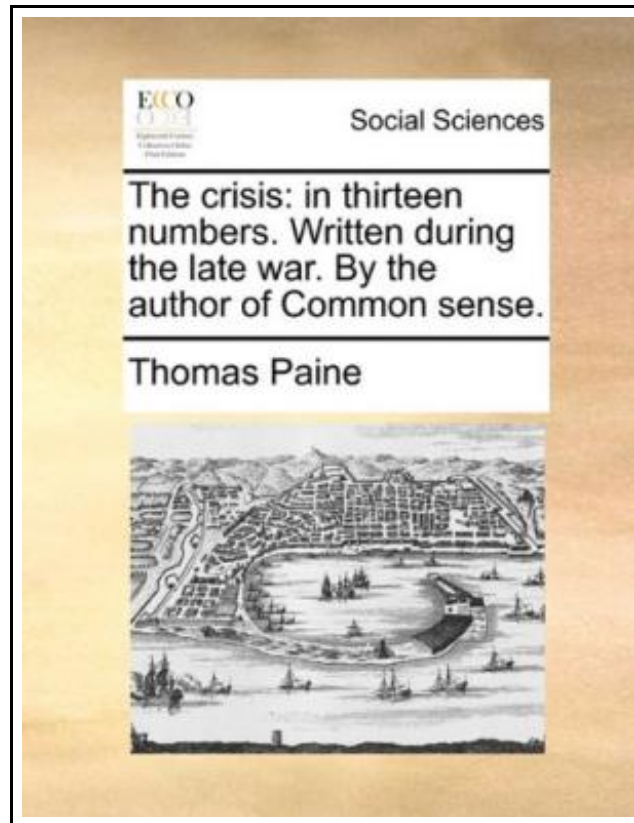 ECCO
Social Sciences
The crisis: in thirteen
numbers. Written during
the late war. By the
author of Common sense.
Thomas Paine